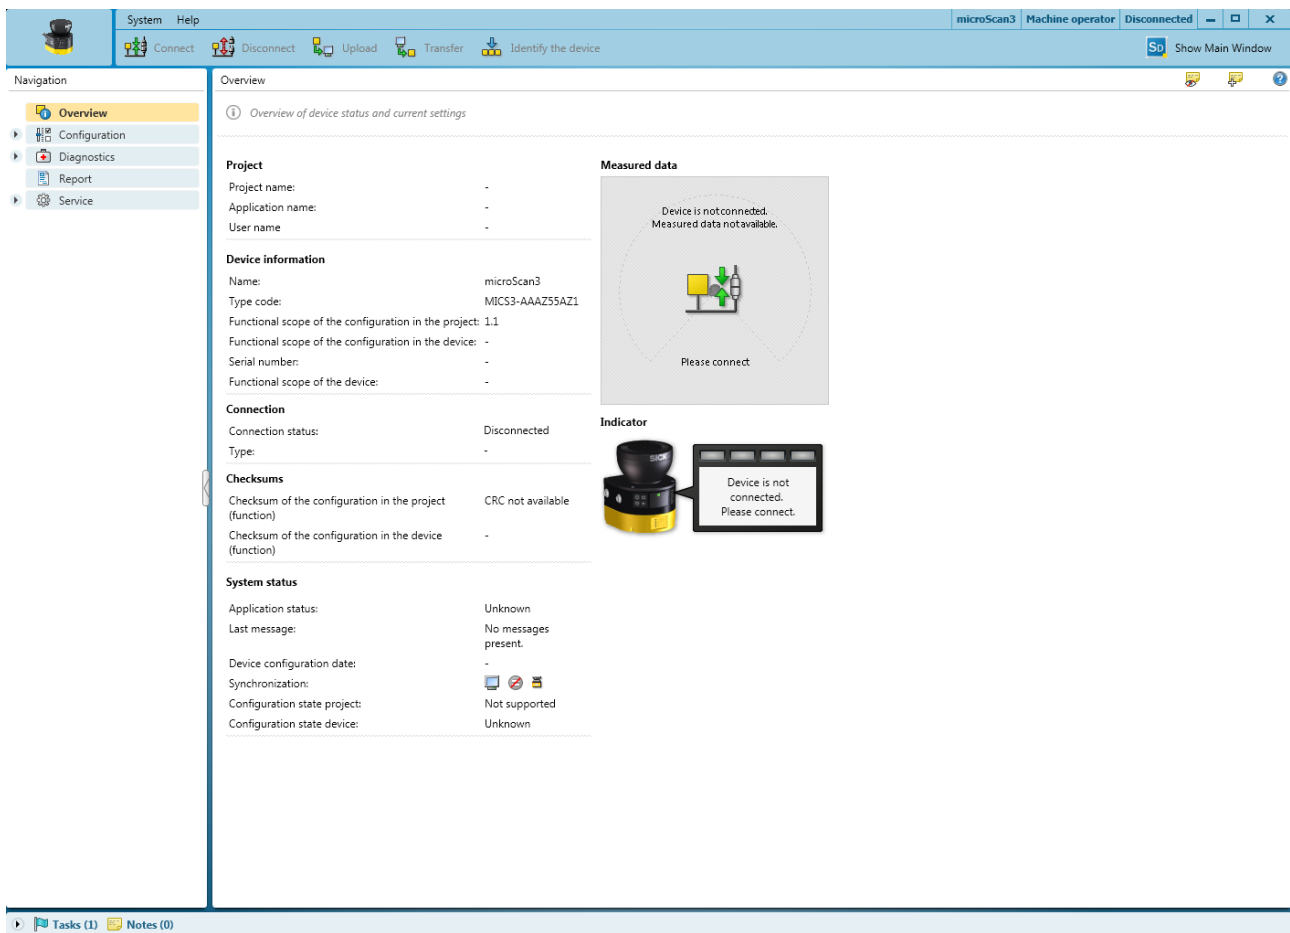 System Help
microScan3 Machine operator Disconnected
Connect Disconnect Upload Transfer Identify the device
SD Show Main Window
Navigation
Overview
Configuration
Diagnostics
Report
Service
Overview
Overview of device status and current settings
Project
Project name: -
Application name: -
User name -
Device information
Name: microScan3
Type code: MICS3-AAAZ55AZ1
Functional scope of the configuration in the project: 1.1
Functional scope of the configuration in the device: -
Serial number: -
Functional scope of the device: -
Connection
Connection status: Disconnected
Type: -
Checksums
Checksum of the configuration in the project CRC not available
(function)
Checksum of the configuration in the device -
(function)
System status
Application status: Unknown
Last message: No messages
present.
Device configuration date: -
Synchronization:
Configuration state project: Not supported
Configuration state device: Unknown
Measured data
Device is not connected.
Measured data not available.
Please connect
Indicator
SICK
Device is not
connected.
Please connect.
Tasks (1) Notes (0)